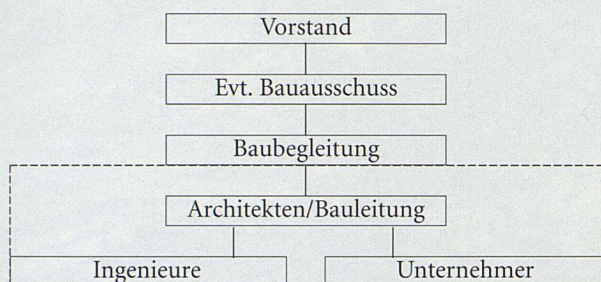 Vorstand
Evt. Bauausschuss
Baubegleitung
Architekten/Bauleitung
Ingenieure
Unternehmer